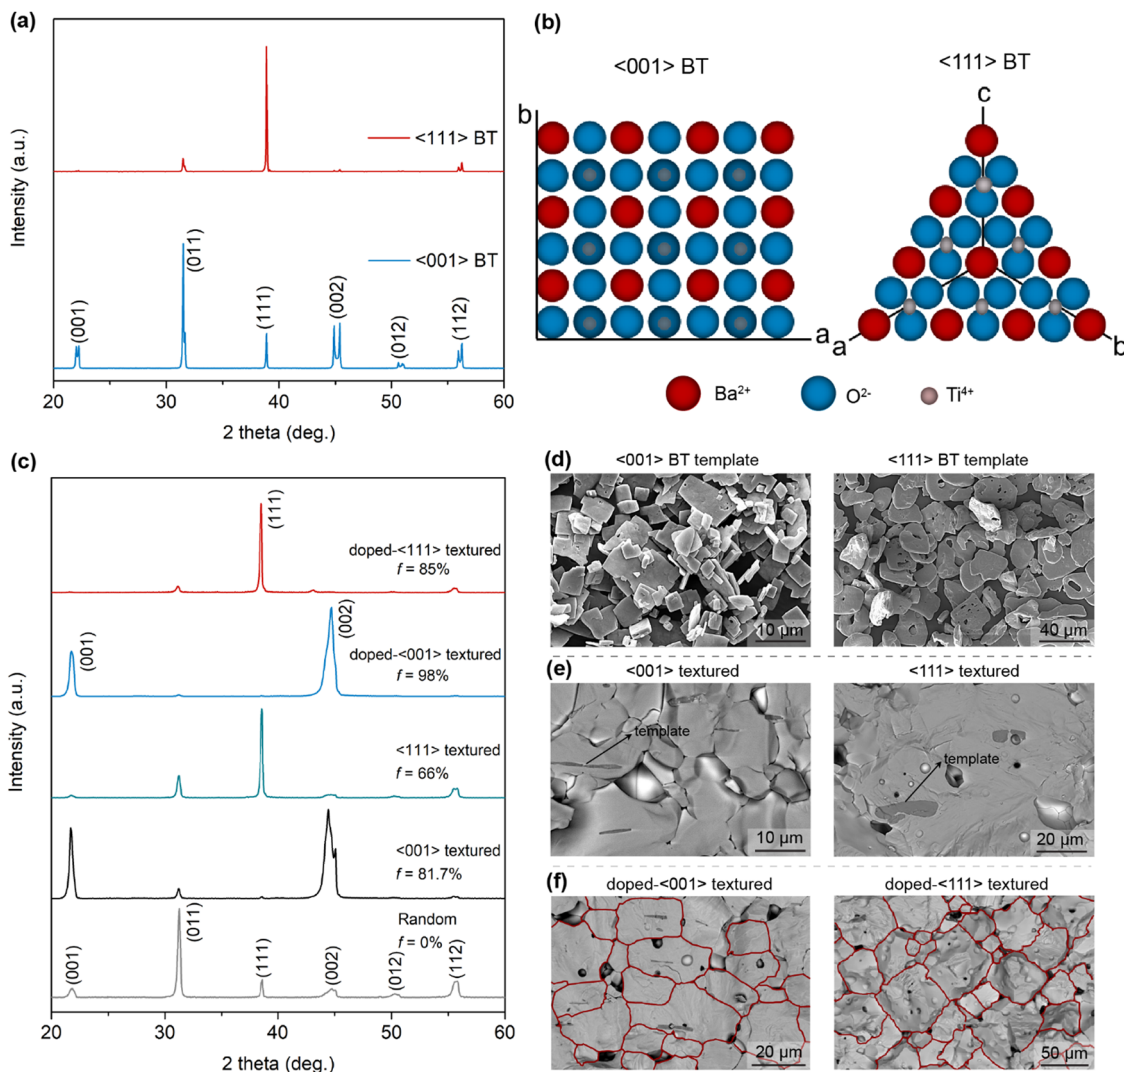 (a)
Intensity (a.u.)
<111> BT
<001> BT
(001)
(011)
(111)
(002)
(012)
(112)
20 30 40 50 60
2 theta (deg.)
(b)
<001> BT
<111> BT
b
a
c
a
b
Ba²⁺
O²⁻
Ti⁴⁺
(c)
Intensity (a.u.)
(111)
doped-<111> textured
f = 85%
(001)
(002)
doped-<001> textured
f = 98%
<111> textured
f = 66%
<001> textured
f = 81.7%
Random
f = 0%
(001)
(011)
(111)
(002)
(012)
(112)
20 30 40 50 60
2 theta (deg.)
(d)
<001> BT template
<111> BT template
10 µm
40 µm
(e)
<001> textured
<111> textured
template
template
10 µm
20 µm
(f)
doped-<001> textured
doped-<111> textured
20 µm
50 µm